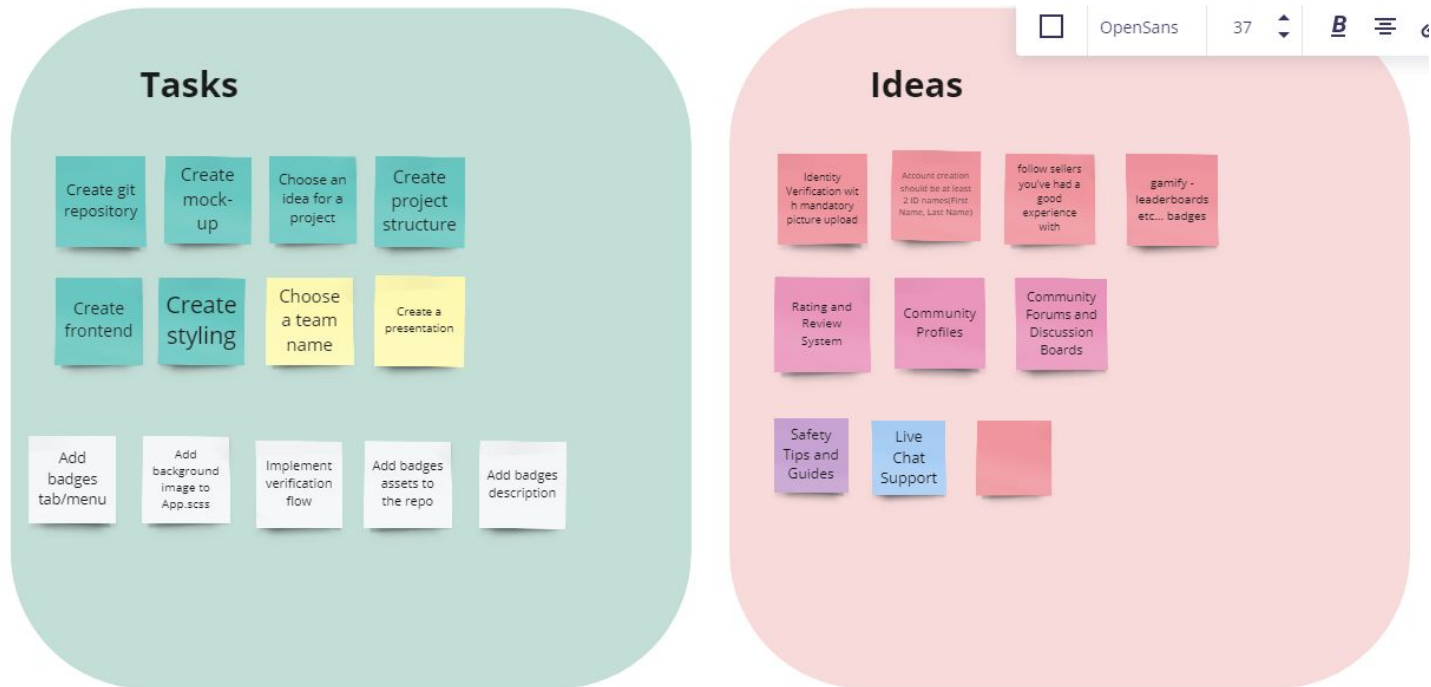 OpenSans
37
B
Tasks
Ideas
Create git
repository
Create
mock-
up
Choose an
idea for a
project
Create
project
structure
Create
frontend
Create
styling
Choose
a team
name
Create a
presentation
Add
badges
tab/menu
Add
background
image to
App.scss
Implement
verification
flow
Add badges
assets to
the repo
Add badges
description
Identity
Verification wit
h mandatory
picture upload
Account creation
should be at least
2 ID names(First
Name, Last Name)
follow sellers
you've had a
good
experience
with
gamify -
leaderboards
etc... badges
Rating and
Review
System
Community
Profiles
Community
Forums and
Discussion
Boards
Safety
Tips and
Guides
Live
Chat
Support